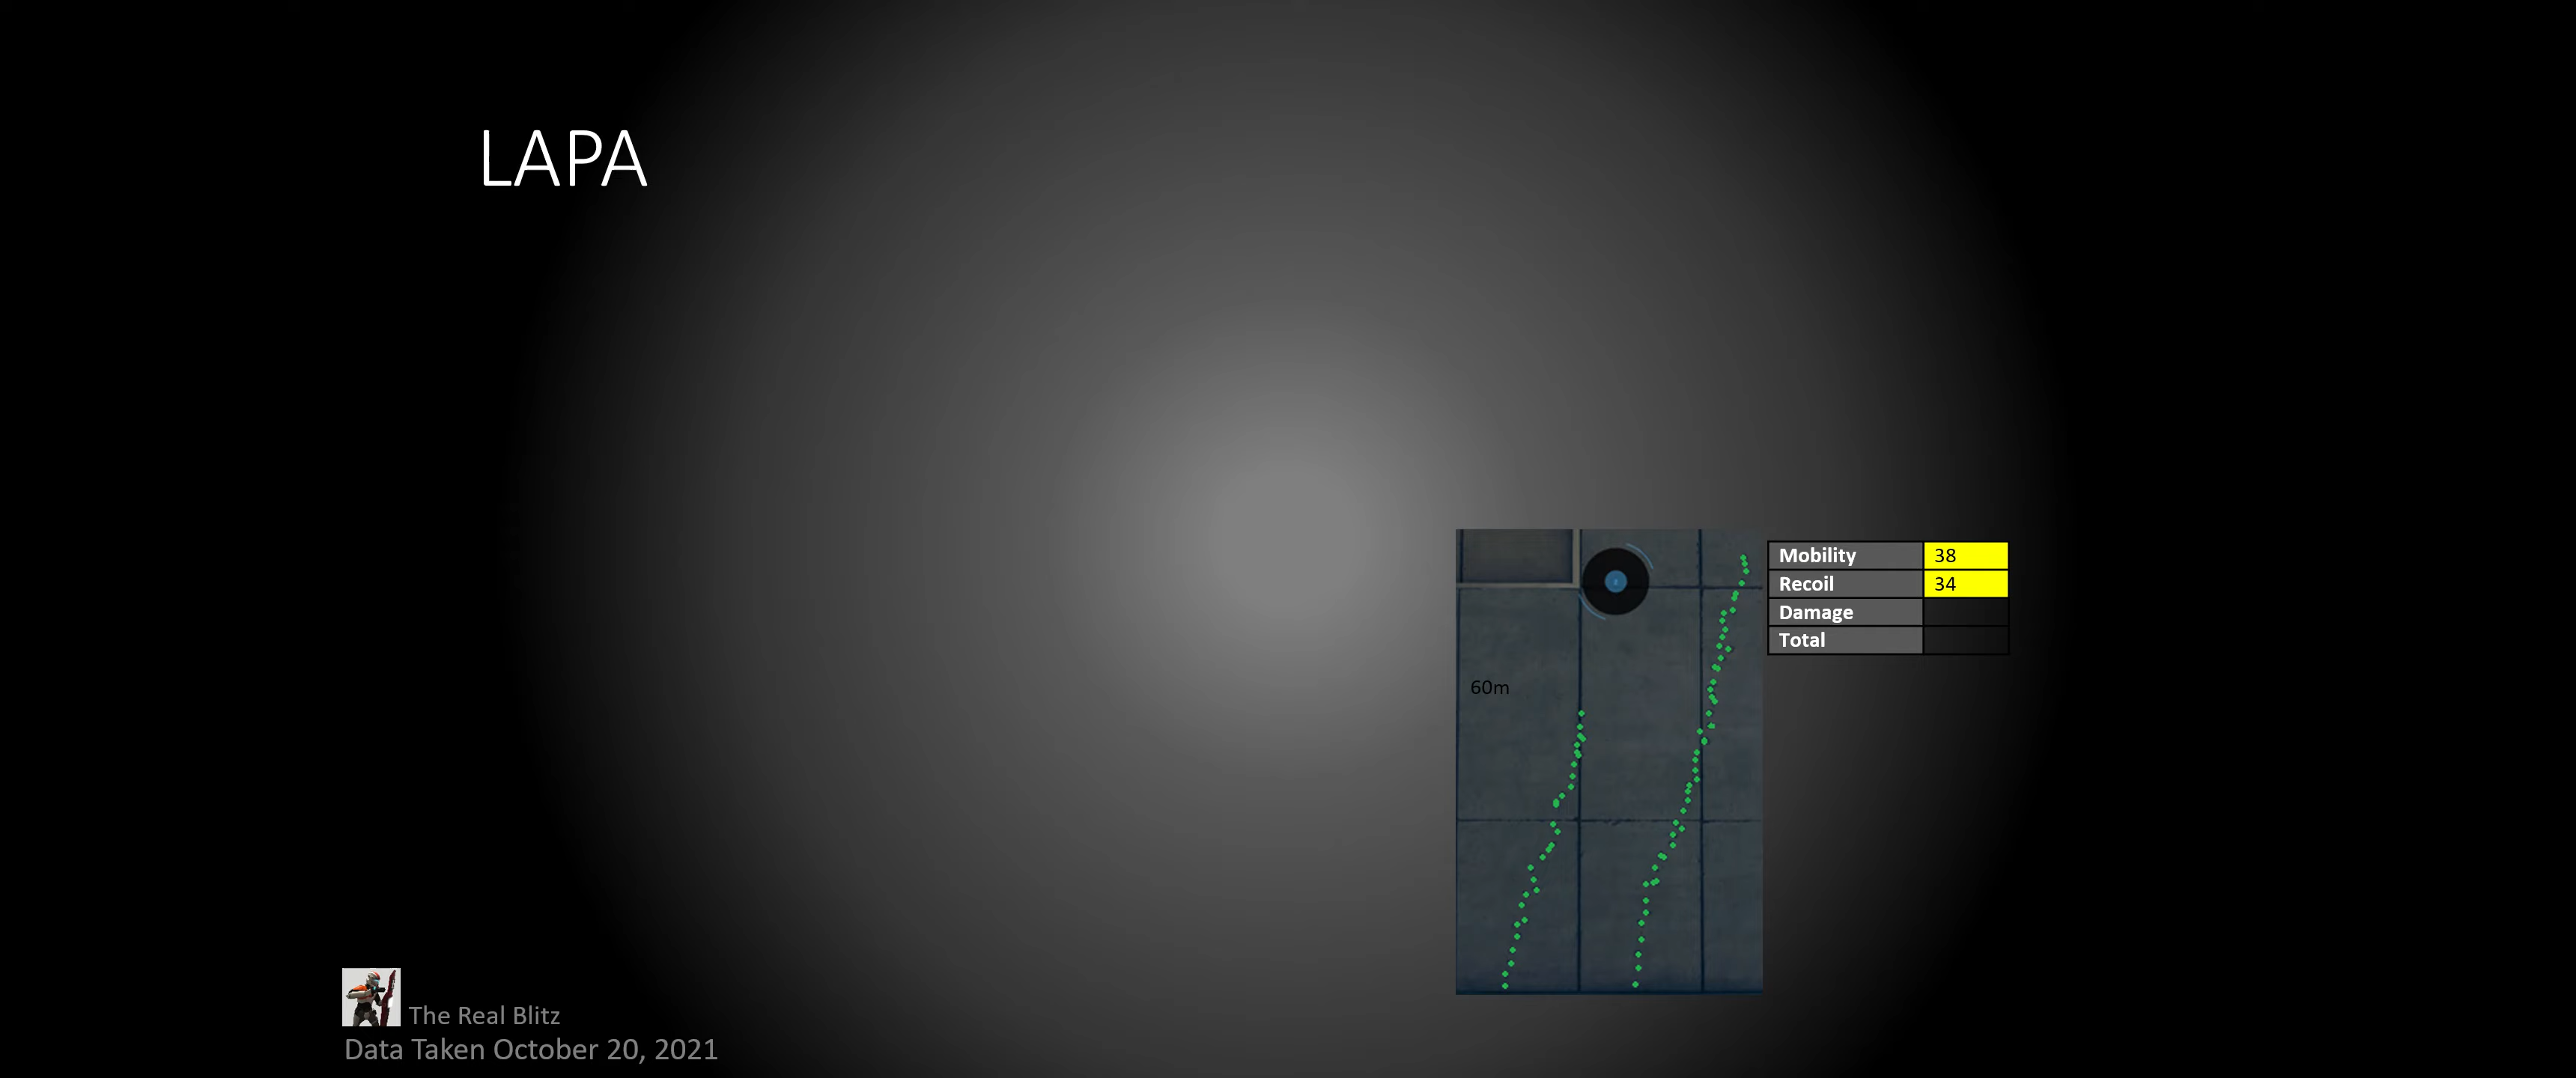 LAPA
Mobility 38
Recoil 34
Damage
Total
60m
The Real Blitz
Data Taken October 20, 2021